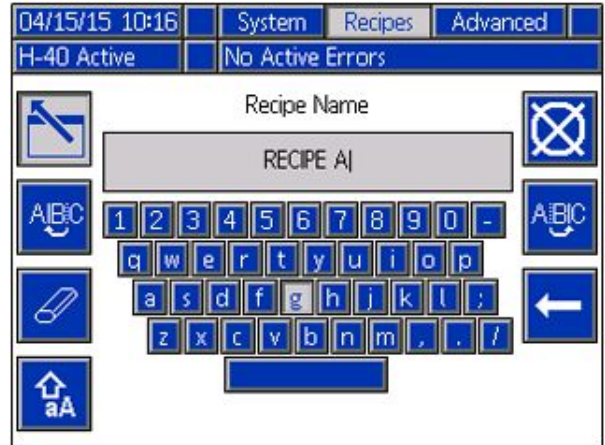 04/15/15 10:16 System Recipes Advanced
H-40 Active No Active Errors
Recipe Name
RECIPE A
ABC ABC
1 2 3 4 5 6 7 8 9 0 -
q w e r t y u i o p
a s d f g h j k l ;
z x c v b n m , . /
aA